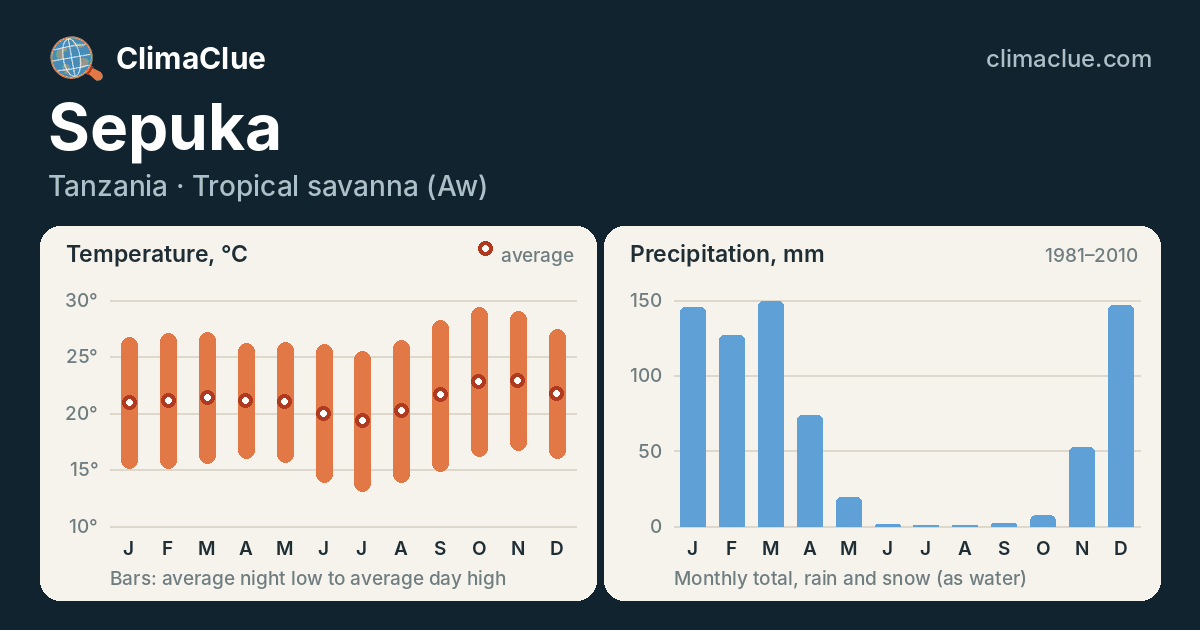 ClimaClue
climaclue.com
Sepuka
Tanzania · Tropical savanna (Aw)
Temperature, °C
average
30°
25°
20°
15°
10°
J F M A M J J A S O N D
Bars: average night low to average day high
Precipitation, mm
1981–2010
150
100
50
0
J F M A M J J A S O N D
Monthly total, rain and snow (as water)